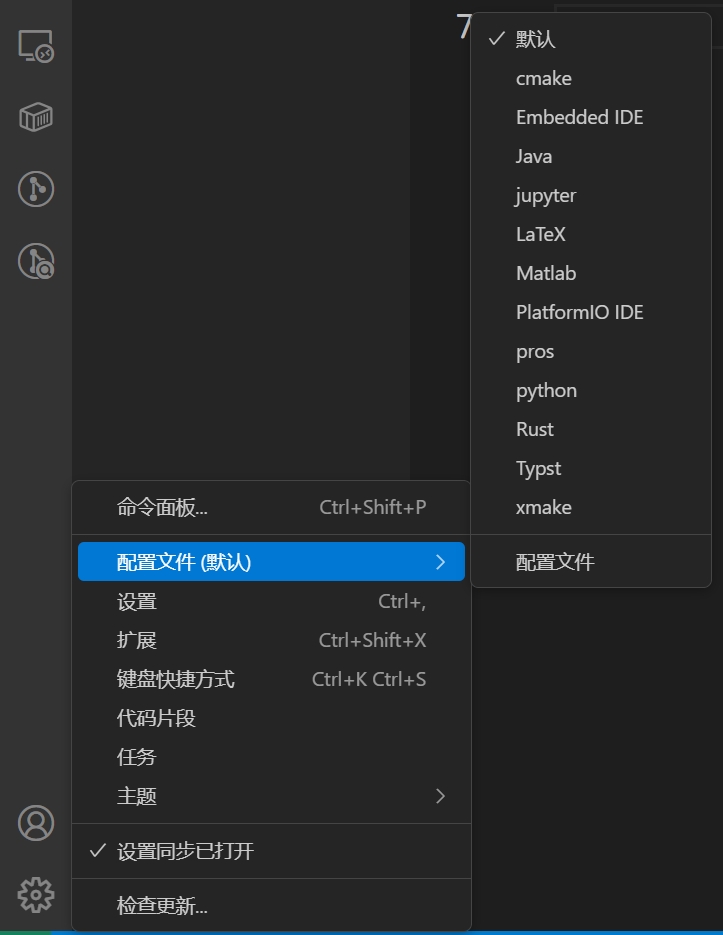 7
默认
cmake
Embedded IDE
Java
jupyter
LaTeX
Matlab
PlatformIO IDE
pros
python
Rust
Typst
xmake
配置文件
命令面板... Ctrl+Shift+P
配置文件 (默认)
设置 Ctrl+,
扩展 Ctrl+Shift+X
键盘快捷方式 Ctrl+K Ctrl+S
代码片段
任务
主题
设置同步已打开
检查更新...